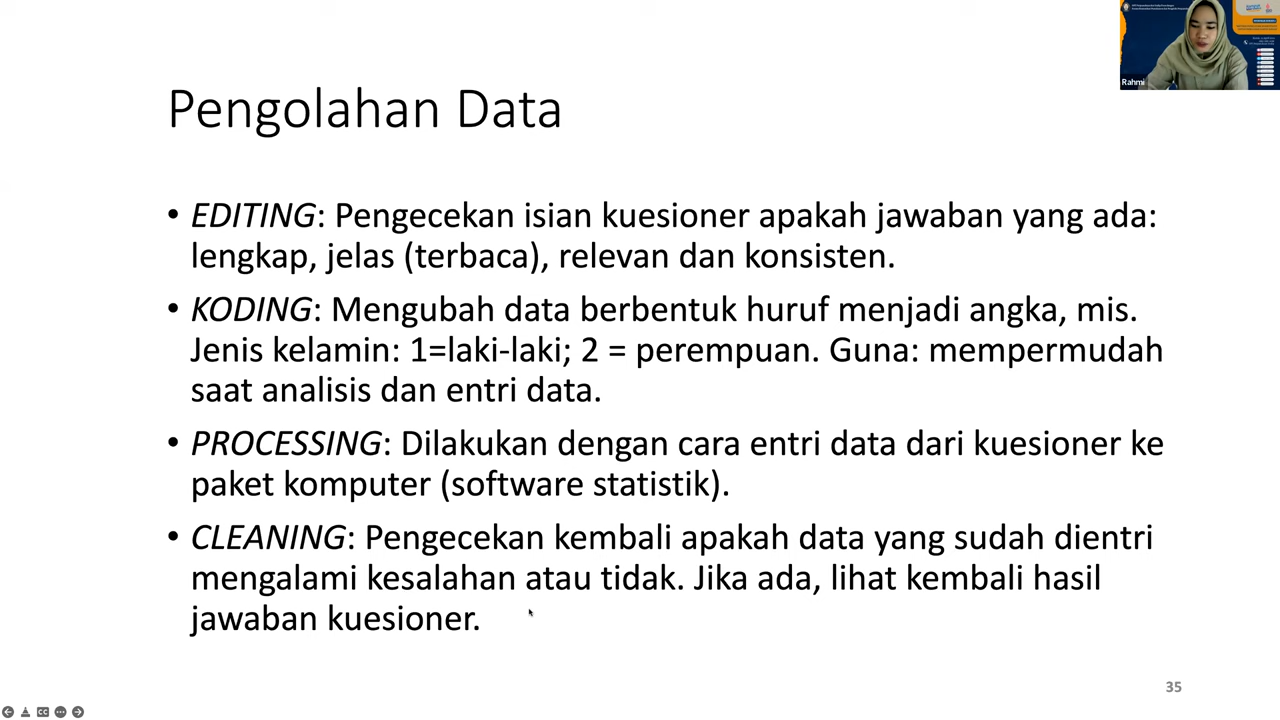 Rahmi
Pengolahan Data
• EDITING: Pengecekan isian kuesioner apakah jawaban yang ada:
lengkap, jelas (terbaca), relevan dan konsisten.
• KODING: Mengubah data berbentuk huruf menjadi angka, mis.
Jenis kelamin: 1=laki-laki; 2 = perempuan. Guna: mempermudah
saat analisis dan entri data.
• PROCESSING: Dilakukan dengan cara entri data dari kuesioner ke
paket komputer (software statistik).
• CLEANING: Pengecekan kembali apakah data yang sudah dientri
mengalami kesalahan atau tidak. Jika ada, lihat kembali hasil
jawaban kuesioner.
35